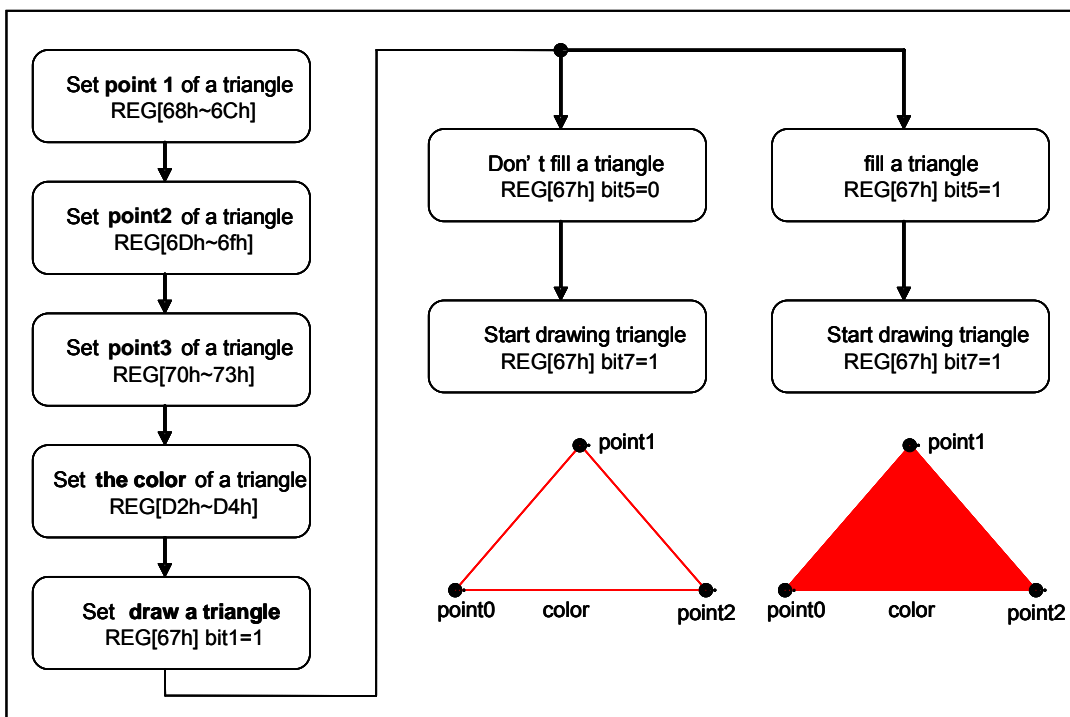 Set point 1 of a triangle
REG[68h~6Ch]
Set point2 of a triangle
REG[6Dh~6fh]
Set point3 of a triangle
REG[70h~73h]
Set the color of a triangle
REG[D2h~D4h]
Set draw a triangle
REG[67h] bit1=1
Don' t fill a triangle
REG[67h] bit5=0
Start drawing triangle
REG[67h] bit7=1
point1
point0
color
point2
fill a triangle
REG[67h] bit5=1
Start drawing triangle
REG[67h] bit7=1
point1
point0
color
point2